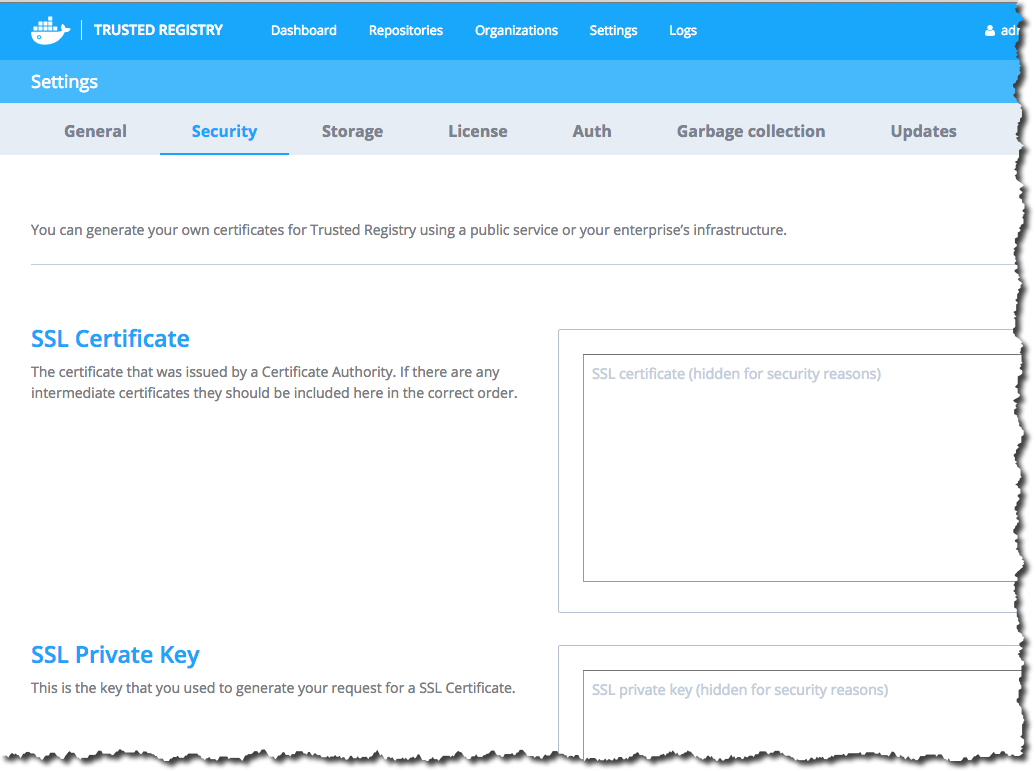 TRUSTED REGISTRY Dashboard Repositories Organizations Settings Logs
Settings
General Security Storage License Auth Garbage collection Updates
You can generate your own certificates for Trusted Registry using a public service or your enterprise’s infrastructure.
SSL Certificate
The certificate that was issued by a Certificate Authority. If there are any
intermediate certificates they should be included here in the correct order.
SSL certificate (hidden for security reasons)
SSL Private Key
This is the key that you used to generate your request for a SSL Certificate.
SSL private key (hidden for security reasons)